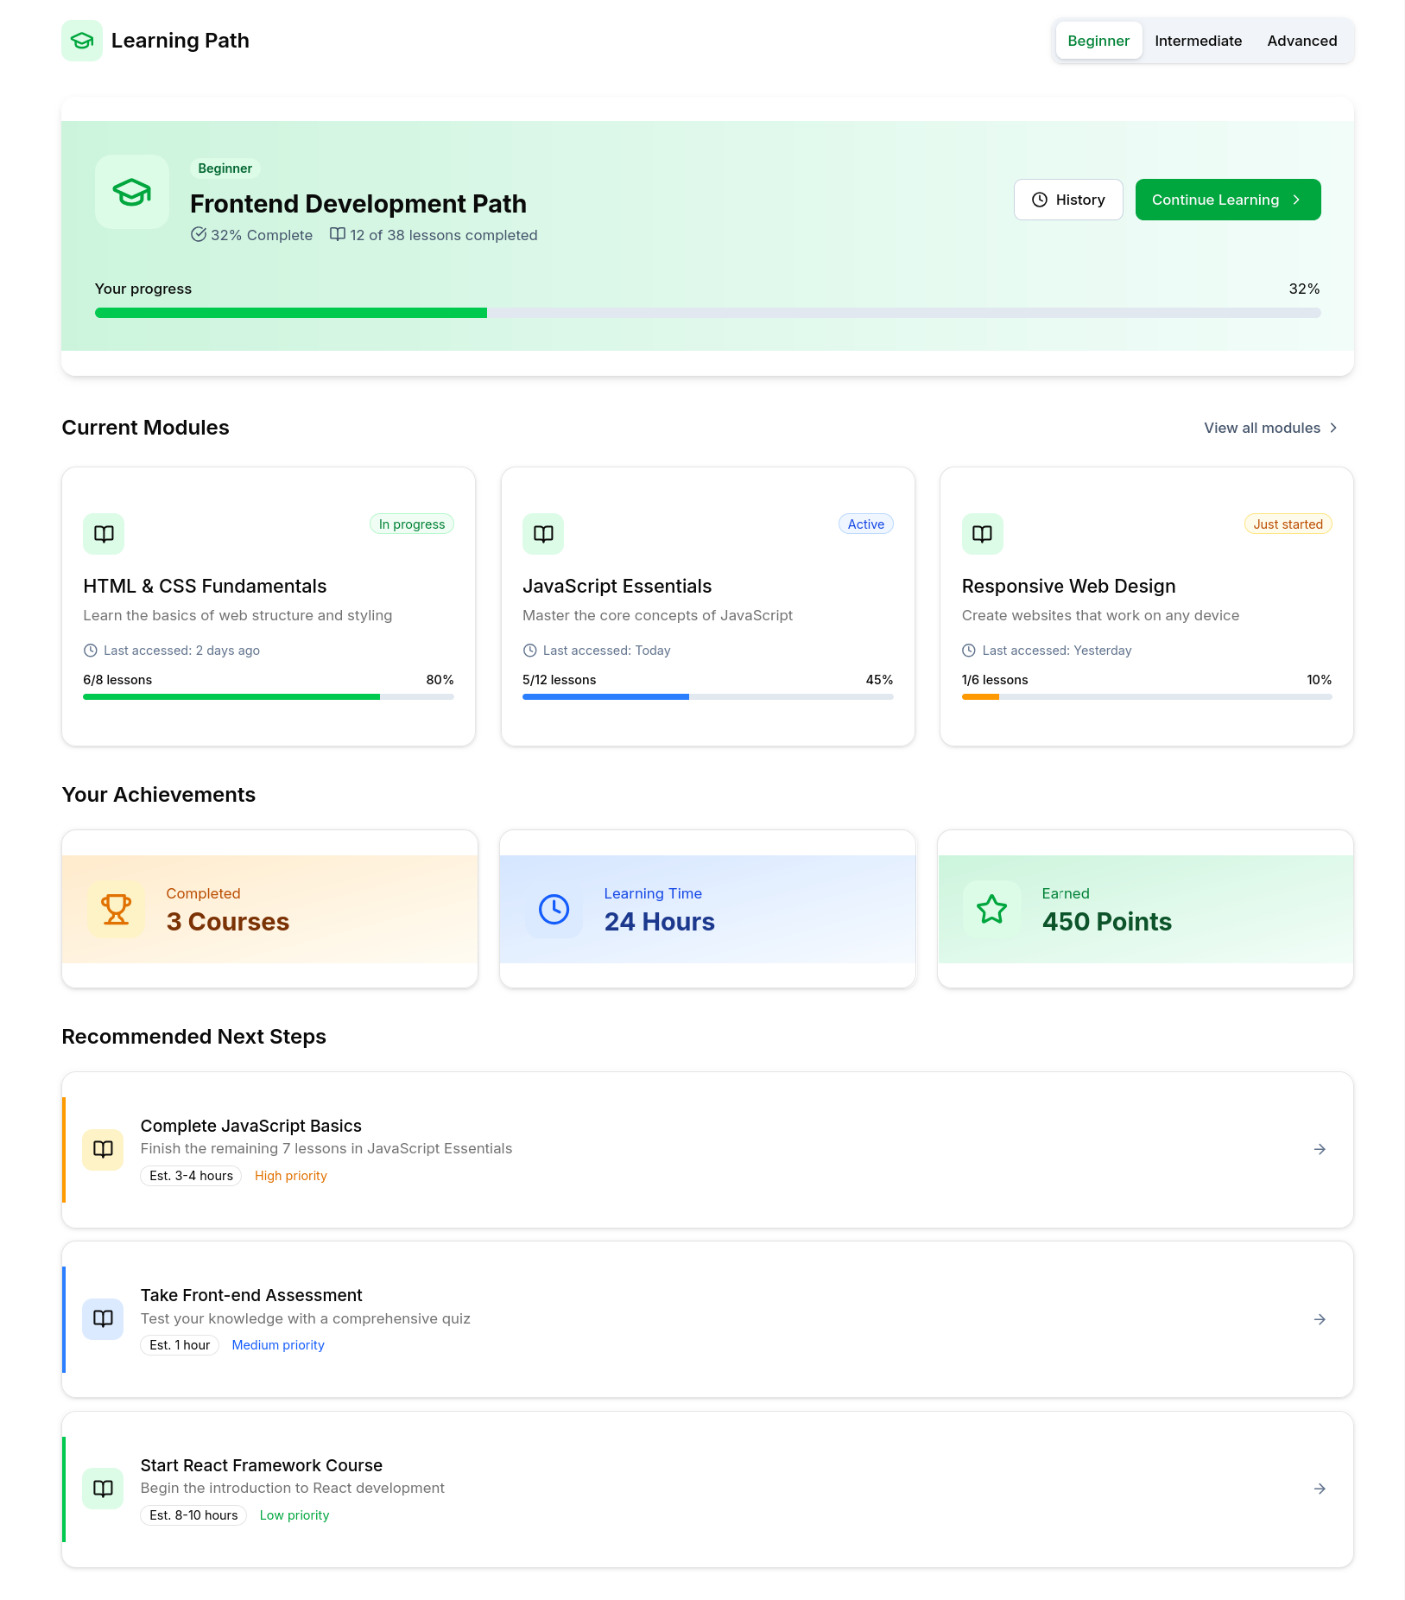 Learning Path
Beginner Intermediate Advanced
Beginner
Frontend Development Path
32% Complete 12 of 38 lessons completed
History
Continue Learning
Your progress 32%
Current Modules
View all modules
In progress
HTML & CSS Fundamentals
Learn the basics of web structure and styling
Last accessed: 2 days ago
6/8 lessons 80%
Active
JavaScript Essentials
Master the core concepts of JavaScript
Last accessed: Today
5/12 lessons 45%
Just started
Responsive Web Design
Create websites that work on any device
Last accessed: Yesterday
1/6 lessons 10%
Your Achievements
Completed
3 Courses
Learning Time
24 Hours
Earned
450 Points
Recommended Next Steps
Complete JavaScript Basics
Finish the remaining 7 lessons in JavaScript Essentials
Est. 3-4 hours High priority
Take Front-end Assessment
Test your knowledge with a comprehensive quiz
Est. 1 hour Medium priority
Start React Framework Course
Begin the introduction to React development
Est. 8-10 hours Low priority